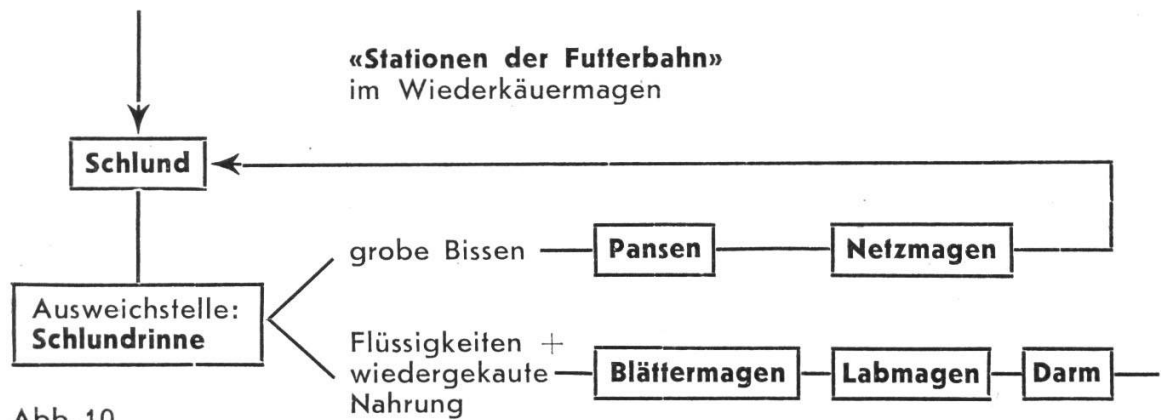 «Stationen der Futterbahn»
im Wiederkäuermagen
Schlund
grobe Bissen
Pansen
Netzmagen
Ausweichstelle:
Schlundrinne
Flüssigkeiten +
wiedergekaute
Nahrung
Blättermagen
Labmagen
Darm
Abb. 10